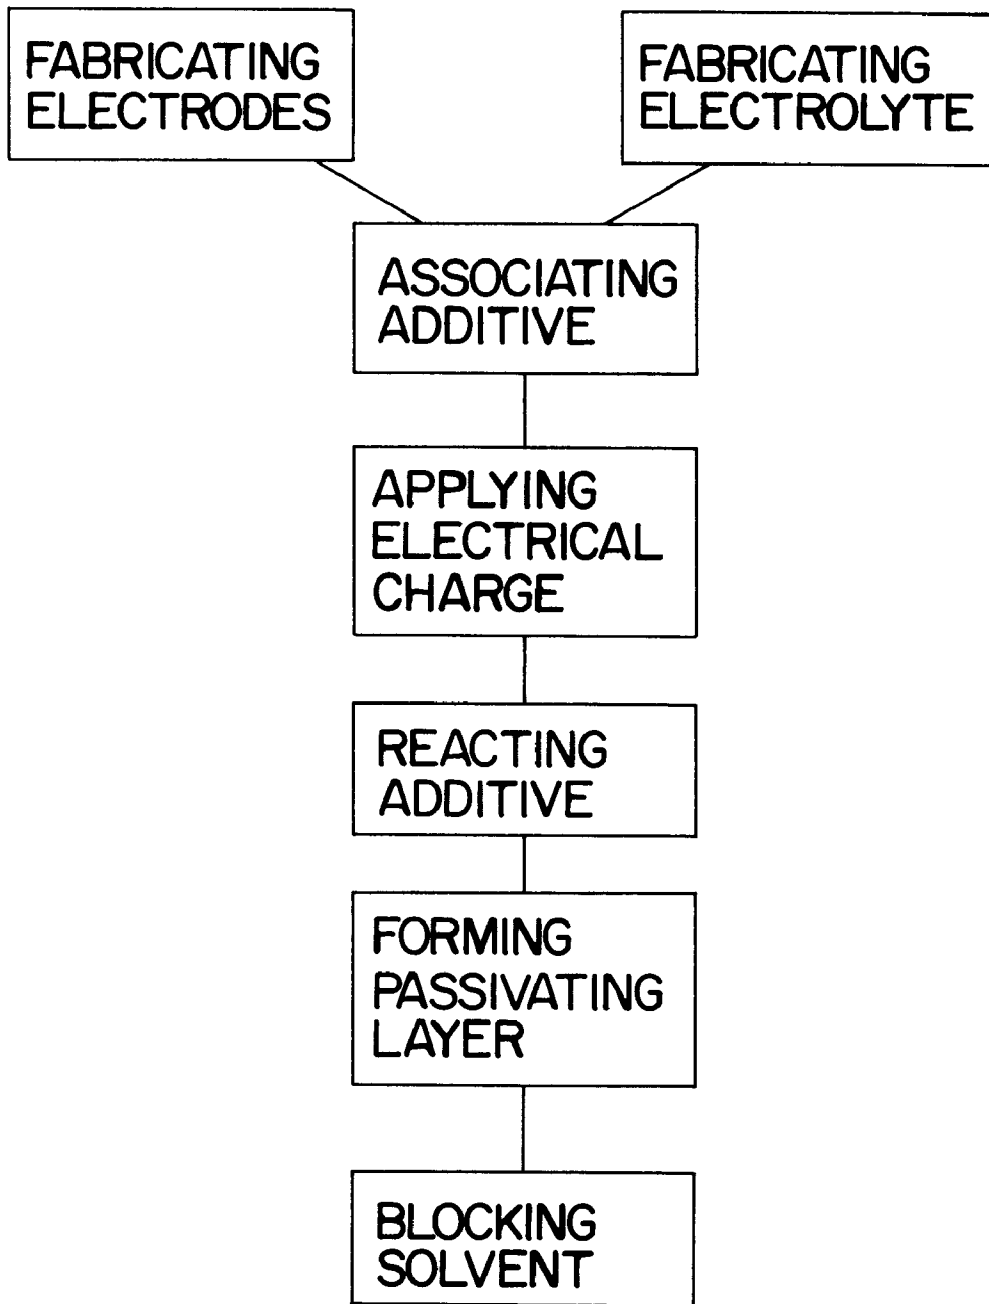 FABRICATING
ELECTRODES
FABRICATING
ELECTROLYTE
ASSOCIATING
ADDITIVE
APPLYING
ELECTRICAL
CHARGE
REACTING
ADDITIVE
FORMING
PASSIVATING
LAYER
BLOCKING
SOLVENT